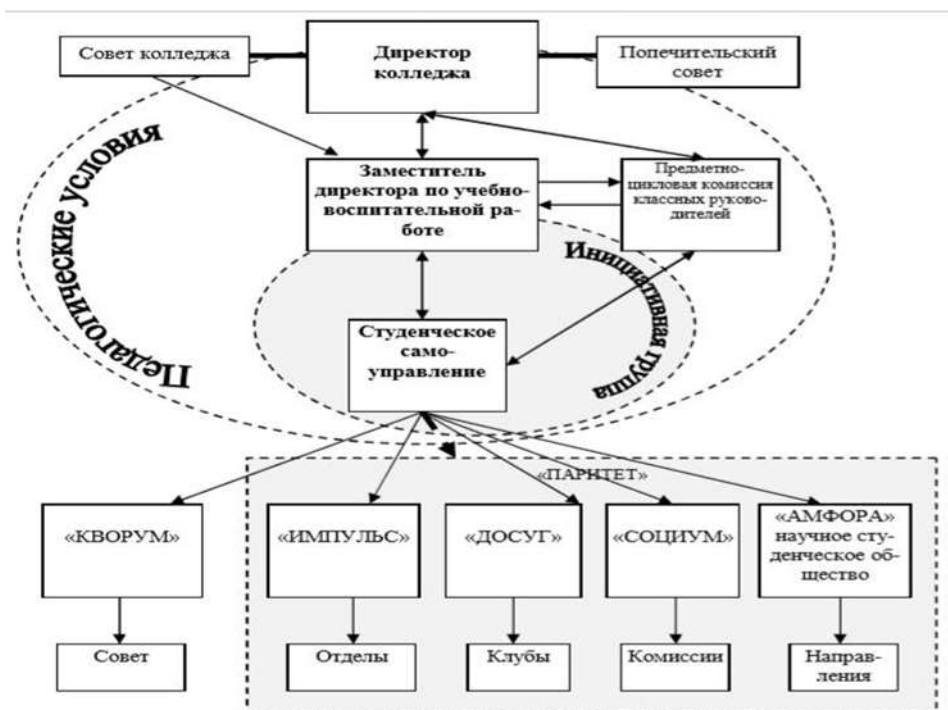 Совет колледжа
Директор
колледжа
Попечительский
совет
Педагогические условия
Заместитель
директора по учебно-
воспитательной ра-
боте
Предметно-
цикловая комиссия
классных руково-
дителей
Инициативная группа
Студенческое
само-
управление
«ПАРИТЕТ»
«КВОРУМ»
«ИМПУЛЬС»
«ДОСУГ»
«СОЦИУМ»
«АМФОРА»
научное сту-
денческое об-
щество
Совет
Отделы
Клубы
Комиссии
Направ-
ления